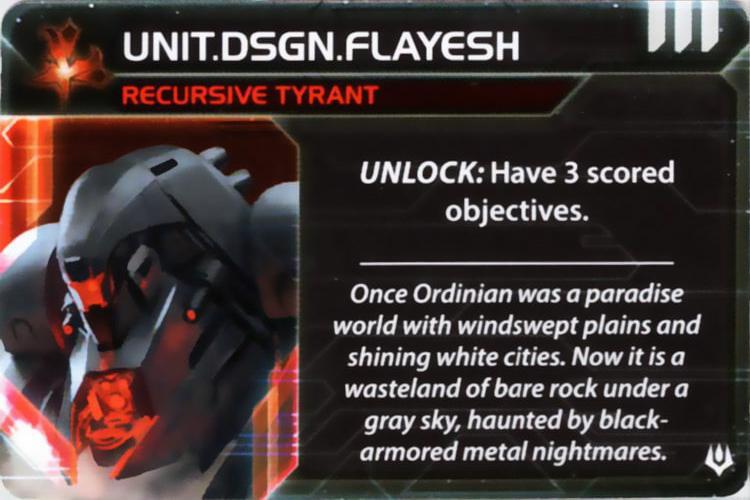 UNIT.DSGN.FLAYESH
RECURSIVE TYRANT
UNLOCK: Have 3 scored
objectives.
Once Ordinian was a paradise
world with windswept plains and
shining white cities. Now it is a
wasteland of bare rock under a
gray sky, haunted by black-
armored metal nightmares.